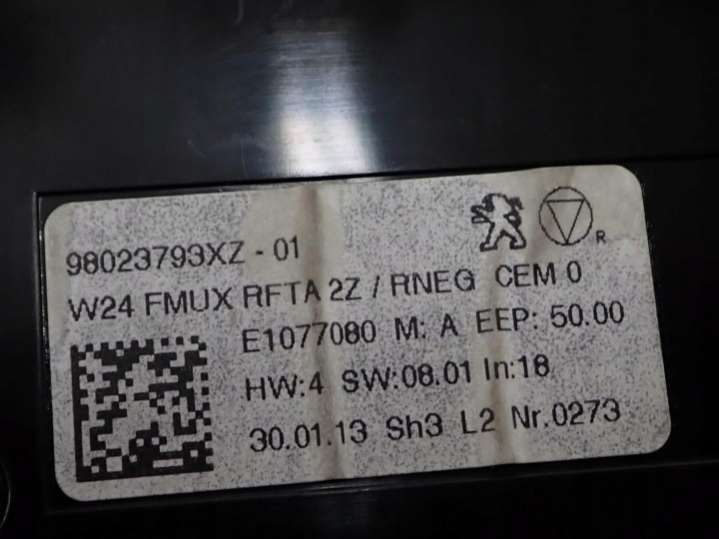 98023793XZ - 01
W24 FMUX RFTA 2Z / RNEG CEM 0
E1077080 M: A EEP: 50.00
HW:4 SW:08.01 In:18
30.01.13 Sh3 L2 Nr.0273
R